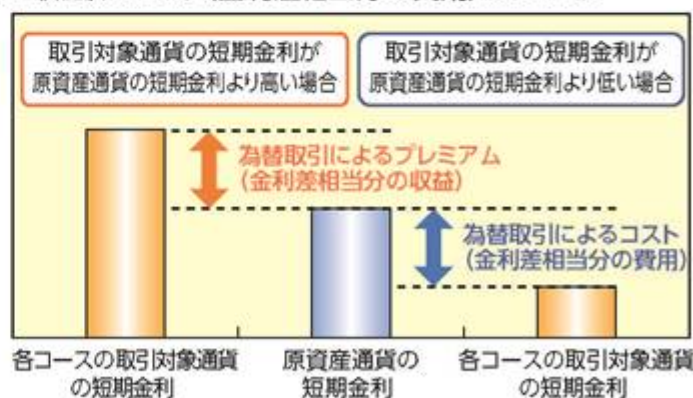 取引対象通貨の短期金利が
原資産通貨の短期金利より高い場合
取引対象通貨の短期金利が
原資産通貨の短期金利より低い場合
為替取引によるプレミアム
(金利差相当分の収益)
為替取引によるコスト
(金利差相当分の費用)
各コースの取引対象通貨
の短期金利
原資産通貨の
短期金利
各コースの取引対象通貨
の短期金利